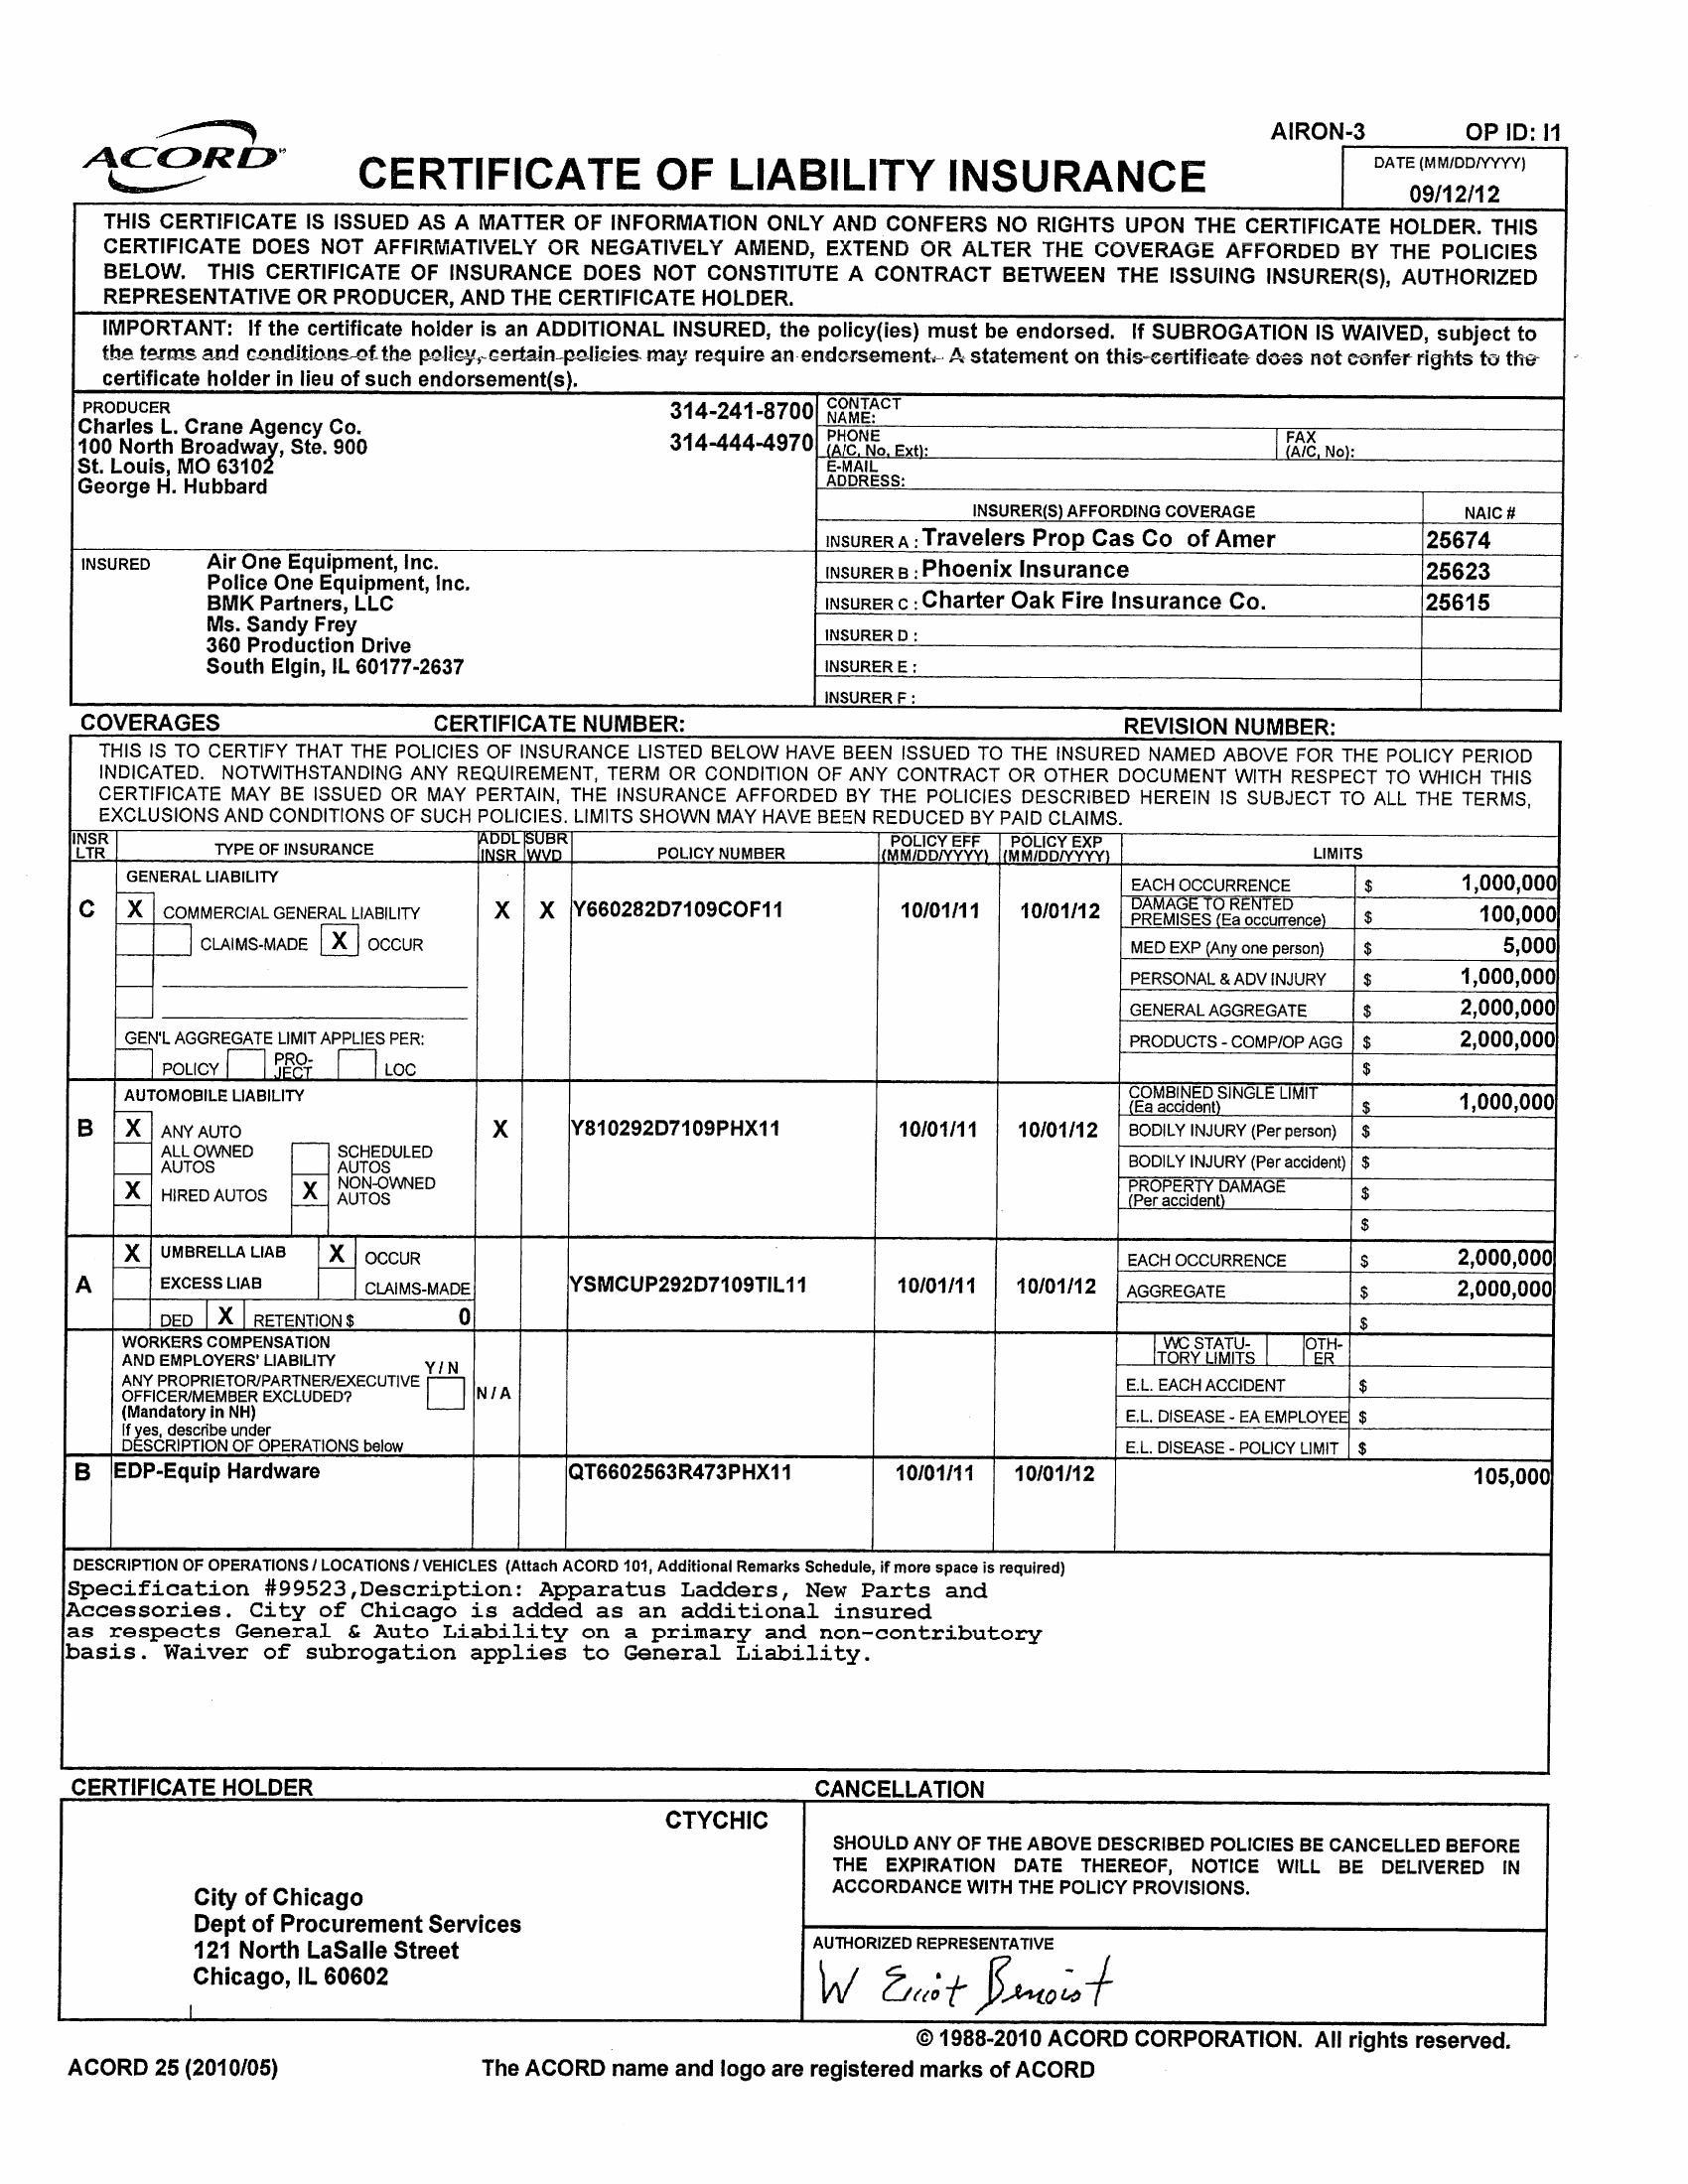 AIRON-3 OP ID: I1
ACORD™
CERTIFICATE OF LIABILITY INSURANCE
DATE (MM/DD/YYYY)
09/12/12
THIS CERTIFICATE IS ISSUED AS A MATTER OF INFORMATION ONLY AND CONFERS NO RIGHTS UPON THE CERTIFICATE HOLDER. THIS
CERTIFICATE DOES NOT AFFIRMATIVELY OR NEGATIVELY AMEND, EXTEND OR ALTER THE COVERAGE AFFORDED BY THE POLICIES
BELOW. THIS CERTIFICATE OF INSURANCE DOES NOT CONSTITUTE A CONTRACT BETWEEN THE ISSUING INSURER(S), AUTHORIZED
REPRESENTATIVE OR PRODUCER, AND THE CERTIFICATE HOLDER.
IMPORTANT: If the certificate holder is an ADDITIONAL INSURED, the policy(ies) must be endorsed. If SUBROGATION IS WAIVED, subject to
the terms and conditions of the policy, certain policies may require an endorsement. A statement on this certificate does not confer rights to the
certificate holder in lieu of such endorsement(s).
PRODUCER
Charles L. Crane Agency Co.
100 North Broadway, Ste. 900
St. Louis, MO 63102
George H. Hubbard
314-241-8700
314-444-4970
CONTACT
NAME:
PHONE
(A/C, No, Ext):
FAX
(A/C, No):
E-MAIL
ADDRESS:
INSURER(S) AFFORDING COVERAGE NAIC #
INSURER A : Travelers Prop Cas Co of Amer 25674
INSURER B : Phoenix Insurance 25623
INSURER C : Charter Oak Fire Insurance Co. 25615
INSURER D :
INSURER E :
INSURER F :
INSURED
Air One Equipment, Inc.
Police One Equipment, Inc.
BMK Partners, LLC
Ms. Sandy Frey
360 Production Drive
South Elgin, IL 60177-2637
COVERAGES CERTIFICATE NUMBER: REVISION NUMBER:
THIS IS TO CERTIFY THAT THE POLICIES OF INSURANCE LISTED BELOW HAVE BEEN ISSUED TO THE INSURED NAMED ABOVE FOR THE POLICY PERIOD
INDICATED. NOTWITHSTANDING ANY REQUIREMENT, TERM OR CONDITION OF ANY CONTRACT OR OTHER DOCUMENT WITH RESPECT TO WHICH THIS
CERTIFICATE MAY BE ISSUED OR MAY PERTAIN, THE INSURANCE AFFORDED BY THE POLICIES DESCRIBED HEREIN IS SUBJECT TO ALL THE TERMS,
EXCLUSIONS AND CONDITIONS OF SUCH POLICIES. LIMITS SHOWN MAY HAVE BEEN REDUCED BY PAID CLAIMS.
INSR
LTR
TYPE OF INSURANCE
ADDL
INSR
SUBR
WVD
POLICY NUMBER
POLICY EFF
(MM/DD/YYYY)
POLICY EXP
(MM/DD/YYYY)
LIMITS
GENERAL LIABILITY
C X COMMERCIAL GENERAL LIABILITY X X Y660282D7109COF11 10/01/11 10/01/12
CLAIMS-MADE X OCCUR
GEN'L AGGREGATE LIMIT APPLIES PER:
POLICY PRO-
JECT LOC
EACH OCCURRENCE $ 1,000,000
DAMAGE TO RENTED
PREMISES (Ea occurrence) $ 100,000
MED EXP (Any one person) $ 5,000
PERSONAL & ADV INJURY $ 1,000,000
GENERAL AGGREGATE $ 2,000,000
PRODUCTS - COMP/OP AGG $ 2,000,000
$
AUTOMOBILE LIABILITY
B X ANY AUTO X Y810292D7109PHX11 10/01/11 10/01/12
ALL OWNED
AUTOS
SCHEDULED
AUTOS
X HIRED AUTOS X NON-OWNED
AUTOS
COMBINED SINGLE LIMIT
(Ea accident) $ 1,000,000
BODILY INJURY (Per person) $
BODILY INJURY (Per accident) $
PROPERTY DAMAGE
(Per accident) $
$
X UMBRELLA LIAB X OCCUR
A EXCESS LIAB CLAIMS-MADE YSMCUP292D7109TIL11 10/01/11 10/01/12
DED X RETENTION $ 0
EACH OCCURRENCE $ 2,000,000
AGGREGATE $ 2,000,000
$
WORKERS COMPENSATION
AND EMPLOYERS' LIABILITY Y / N
ANY PROPRIETOR/PARTNER/EXECUTIVE
OFFICER/MEMBER EXCLUDED? N / A
(Mandatory in NH)
If yes, describe under
DESCRIPTION OF OPERATIONS below
WC STATU-
TORY LIMITS
OTH-
ER
E.L. EACH ACCIDENT $
E.L. DISEASE - EA EMPLOYEE $
E.L. DISEASE - POLICY LIMIT $
B EDP-Equip Hardware QT6602563R473PHX11 10/01/11 10/01/12 105,000
DESCRIPTION OF OPERATIONS / LOCATIONS / VEHICLES (Attach ACORD 101, Additional Remarks Schedule, if more space is required)
Specification #99523,Description: Apparatus Ladders, New Parts and
Accessories. City of Chicago is added as an additional insured
as respects General & Auto Liability on a primary and non-contributory
basis. Waiver of subrogation applies to General Liability.
CERTIFICATE HOLDER
CTYCHIC
City of Chicago
Dept of Procurement Services
121 North LaSalle Street
Chicago, IL 60602
CANCELLATION
SHOULD ANY OF THE ABOVE DESCRIBED POLICIES BE CANCELLED BEFORE
THE EXPIRATION DATE THEREOF, NOTICE WILL BE DELIVERED IN
ACCORDANCE WITH THE POLICY PROVISIONS.
AUTHORIZED REPRESENTATIVE
W Elliot Benoist
© 1988-2010 ACORD CORPORATION. All rights reserved.
ACORD 25 (2010/05) The ACORD name and logo are registered marks of ACORD